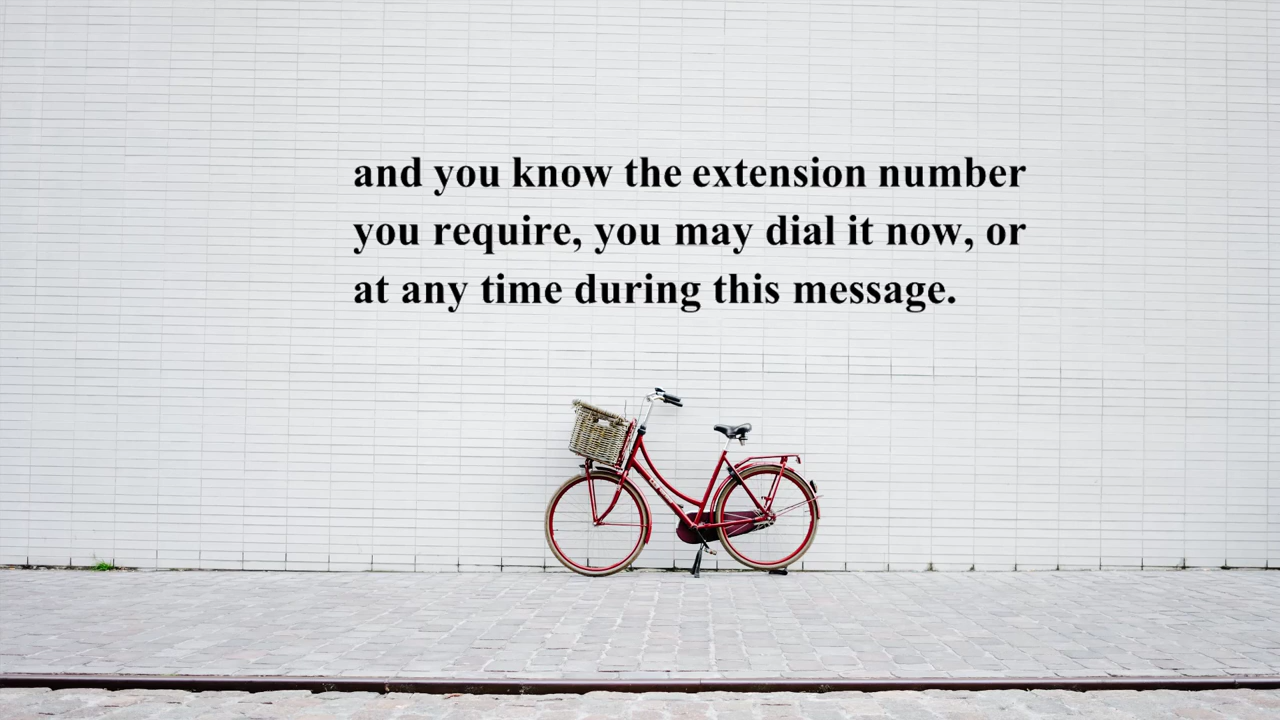 and you know the extension number
you require, you may dial it now, or
at any time during this message.